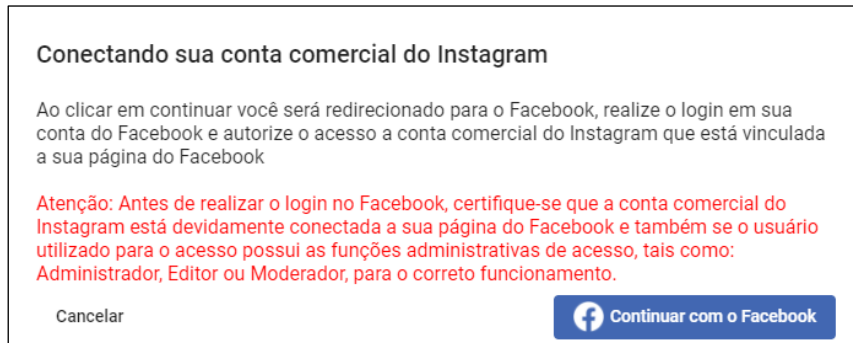 Conectando sua conta comercial do Instagram
Ao clicar em continuar você será redirecionado para o Facebook, realize o login em sua
conta do Facebook e autorize o acesso a conta comercial do Instagram que está vinculada
a sua página do Facebook
Atenção: Antes de realizar o login no Facebook, certifique-se que a conta comercial do
Instagram está devidamente conectada a sua página do Facebook e também se o usuário
utilizado para o acesso possui as funções administrativas de acesso, tais como:
Administrador, Editor ou Moderador, para o correto funcionamento.
Cancelar
Continuar com o Facebook